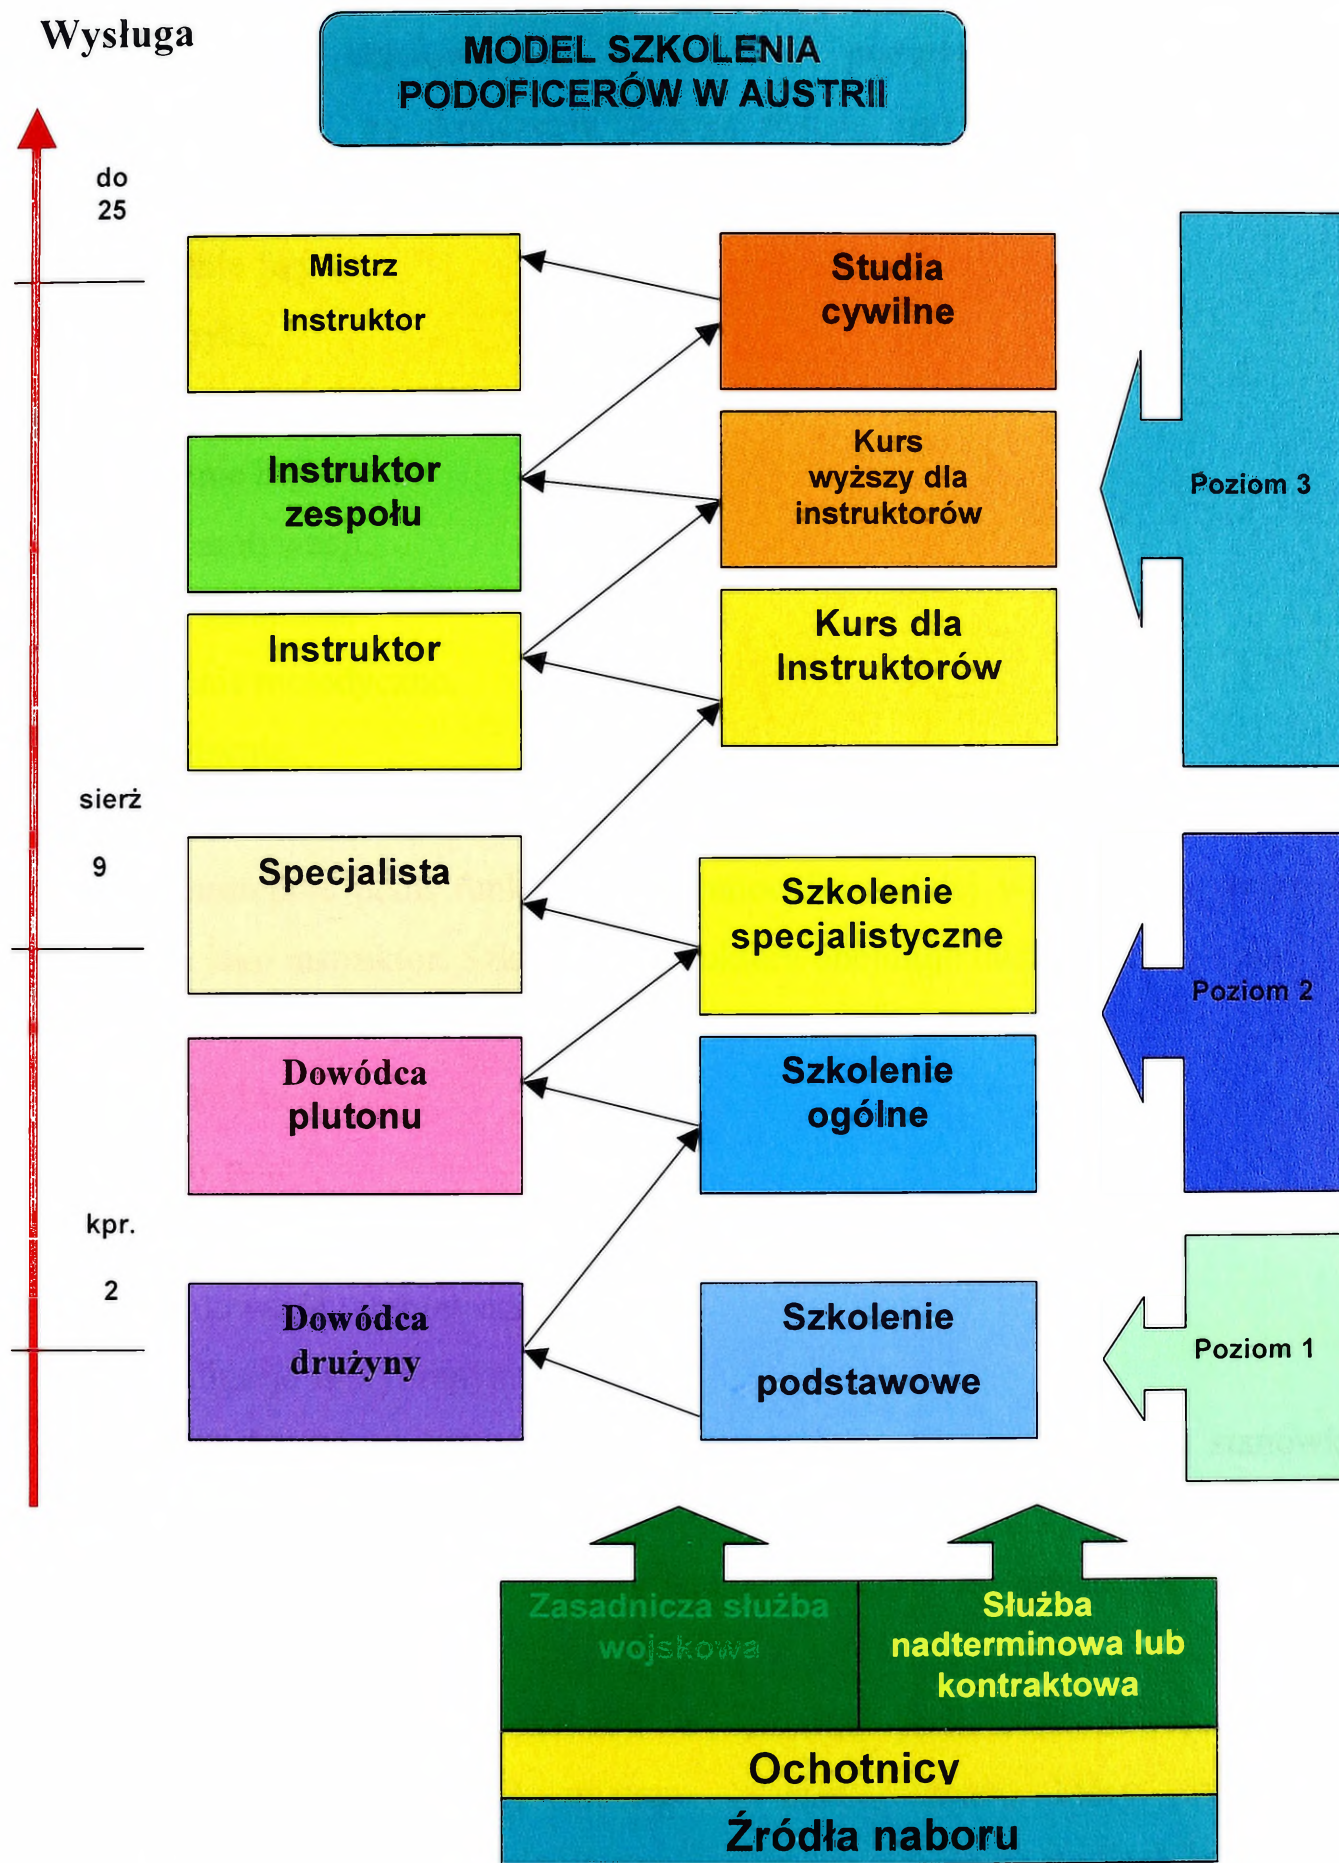 Wysługa
MODEL SZKOLENIA
PODOFICERÓW W AUSTRII
do
25
Mistrz
Instruktor
Studia
cywilne
Instruktor
zespołu
Kurs
wyższy dla
instruktorów
Poziom 3
Instruktor
Kurs dla
Instruktorów
sierż
9
Specjalista
Szkolenie
specjalistyczne
Poziom 2
Dowódca
plutonu
Szkolenie
ogólne
kpr.
2
Dowódca
drużyny
Szkolenie
podstawowe
Poziom 1
Zasadnicza służba
wojskowa
Służba
nadterminowa lub
kontraktowa
Ochotnicy
Źródła naboru